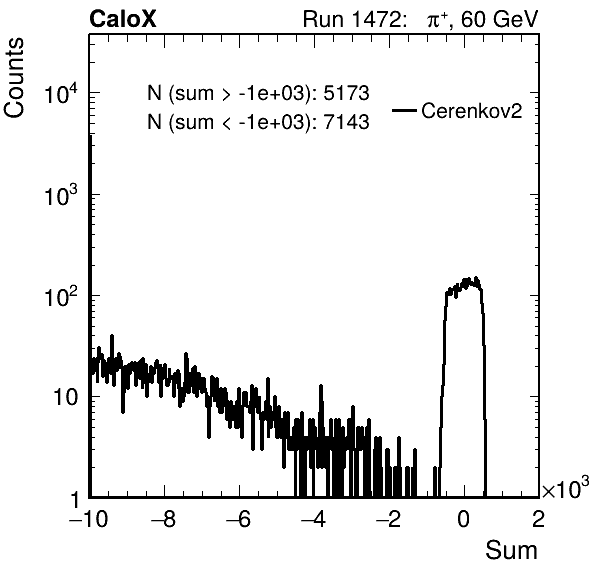 CaloX
Run 1472: π⁺, 60 GeV
Counts
N (sum > -1e+03): 5173
N (sum < -1e+03): 7143
Cerenkov2
10⁴
10³
10²
10
1
−10 −8 −6 −4 −2 0 2
×10³
Sum